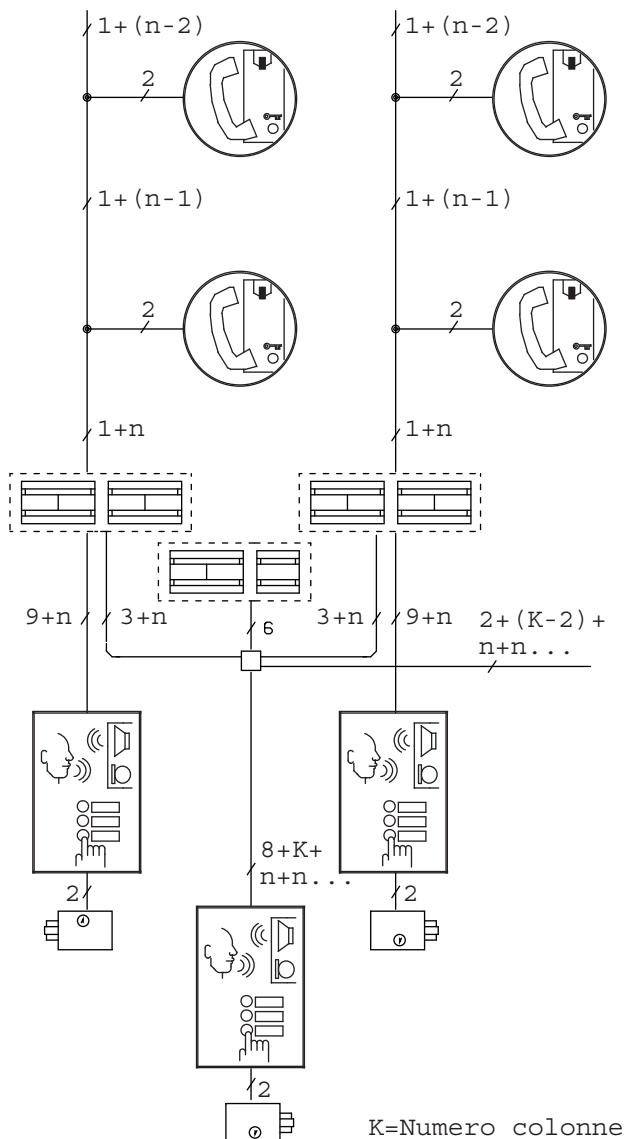 1+(n-2)
1+(n-2)
2
2
1+(n-1)
1+(n-1)
2
2
1+n
1+n
9+n
3+n
6
3+n
9+n
2+(K-2)+
n+n...
8+K+
n+n...
2
2
2
K=Numero colonne